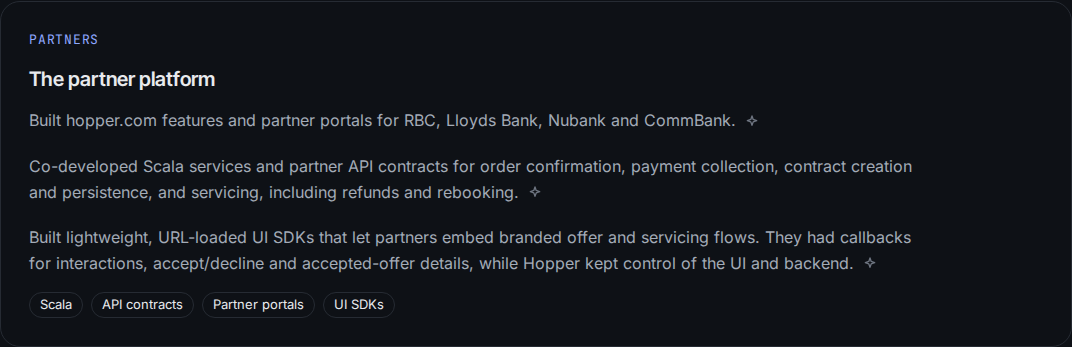 PARTNERS
The partner platform
Built hopper.com features and partner portals for RBC, Lloyds Bank, Nubank and CommBank.
Co-developed Scala services and partner API contracts for order confirmation, payment collection, contract creation
and persistence, and servicing, including refunds and rebooking.
Built lightweight, URL-loaded UI SDKs that let partners embed branded offer and servicing flows. They had callbacks
for interactions, accept/decline and accepted-offer details, while Hopper kept control of the UI and backend.
Scala API contracts Partner portals UI SDKs